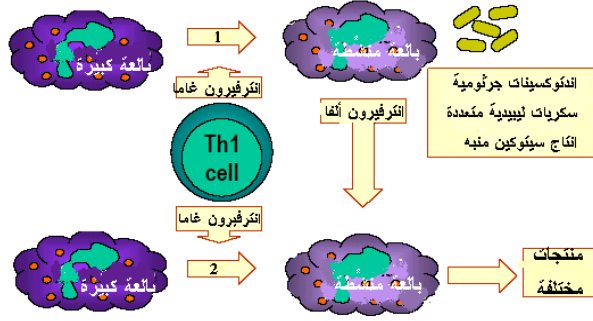 بالعة كبيرة
1
بالعة منشطة
اندتوكسينات جرثومية
سكريات ليبيدية متعددة
انتاج سيتوكين منبه
انترفيرون غاما
انترفيرون ألفا
Th1
cell
انترفيرون غاما
بالعة كبيرة
2
بالعة منشطة
منتجات
مختلفة